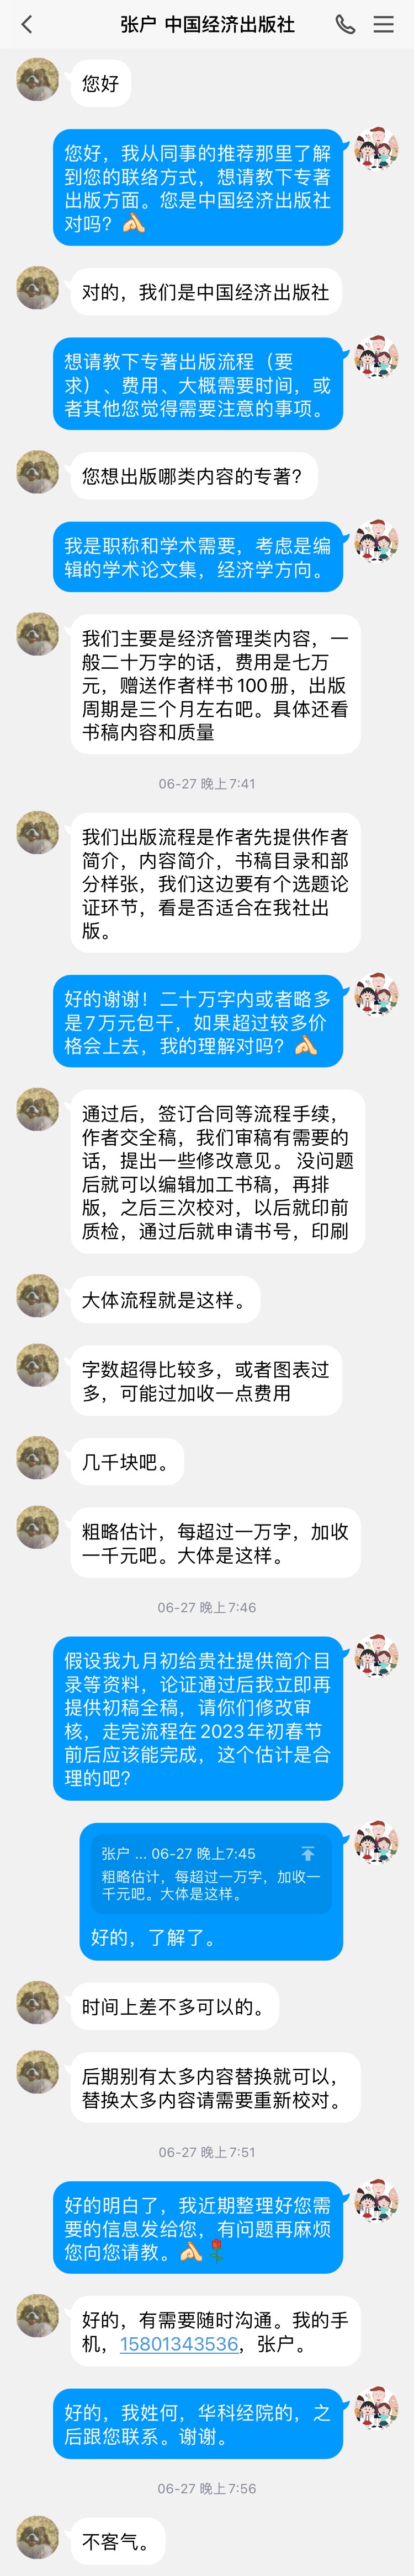 张户 中国经济出版社
您好
您好，我从同事的推荐那里了解
到您的联络方式，想请教下专著
出版方面。您是中国经济出版社
对吗？
对的，我们是中国经济出版社
想请教下专著出版流程（要
求）、费用、大概需要时间，或
者其他您觉得需要注意的事项。
您想出版哪类内容的专著？
我是职称和学术需要，考虑是编
辑的学术论文集，经济学方向。
我们主要是经济管理类内容，一
般二十万字的话，费用是七万
元，赠送作者样书100册，出版
周期是三个月左右吧。具体还看
书稿内容和质量
06-27 晚上7:41
我们出版流程是作者先提供作者
简介，内容简介，书稿目录和部
分样张，我们这边要有个选题论
证环节，看是否适合在我社出
版。
好的谢谢！二十万字内或者略多
是7万元包干，如果超过较多价
格会上去，我的理解对吗？
通过后，签订合同等流程手续，
作者交全稿，我们审稿有需要的
话，提出一些修改意见。 没问题
后就可以编辑加工书稿，再排
版，之后三次校对，以后就印前
质检，通过后就申请书号，印刷
大体流程就是这样。
字数超得比较多，或者图表过
多，可能过加收一点费用
几千块吧。
粗略估计，每超过一万字，加收
一千元吧。大体是这样。
06-27 晚上7:46
假设我九月初给贵社提供简介目
录等资料，论证通过后我立即再
提供初稿全稿，请你们修改审
核，走完流程在2023年初春节
前后应该能完成，这个估计是合
理的吧？
张户 ... 06-27 晚上7:45
粗略估计，每超过一万字，加收一
千元吧。大体是这样。
好的，了解了。
时间上差不多可以的。
后期别有太多内容替换就可以，
替换太多内容请需要重新校对。
06-27 晚上7:51
好的明白了，我近期整理好您需
要的信息发给您，有问题再麻烦
您向您请教。
好的，有需要随时沟通。我的手
机，15801343536，张户。
好的，我姓何，华科经院的，之
后跟您联系。谢谢。
06-27 晚上7:56
不客气。